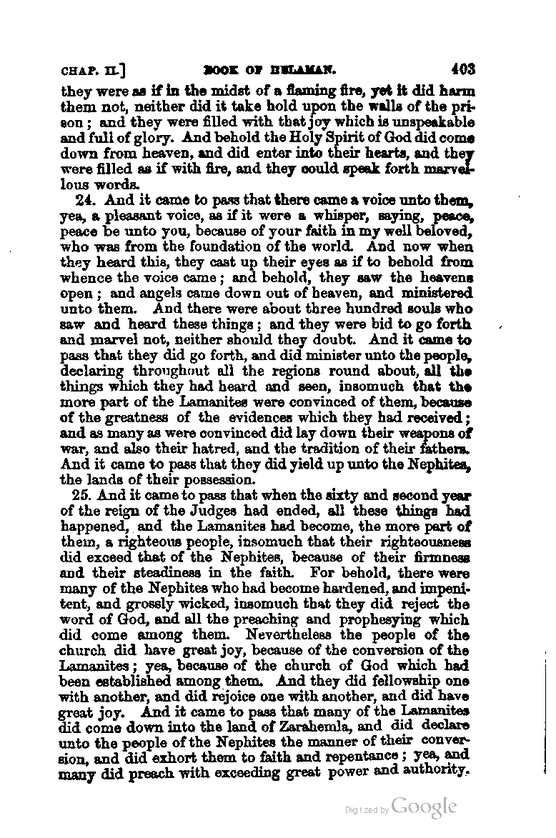 CHAP. II.] BOOK OF HELAMAN. 403
they were as if in the midst of a flaming fire, yet it did harm
them not, neither did it take hold upon the walls of the pri-
son; and they were filled with that joy which is unspeakable
and full of glory. And behold the Holy Spirit of God did come
down from heaven, and did enter into their hearts, and they
were filled as if with fire, and they could speak forth marvel-
lous words.
24. And it came to pass that there came a voice unto them,
yea, a pleasant voice, as if it were a whisper, saying, peace,
peace be unto you, because of your faith in my well beloved,
who was from the foundation of the world. And now when
they heard this, they cast up their eyes as if to behold from
whence the voice came; and behold, they saw the heavens
open; and angels came down out of heaven, and ministered
unto them. And there were about three hundred souls who
saw and heard these things; and they were bid to go forth
and marvel not, neither should they doubt. And it came to
pass that they did go forth, and did minister unto the people,
declaring throughout all the regions round about, all the
things which they had heard and seen, insomuch that the
more part of the Lamanites were convinced of them, because
of the greatness of the evidences which they had received;
and as many as were convinced did lay down their weapons of
war, and also their hatred, and the tradition of their fathers.
And it came to pass that they did yield up unto the Nephites,
the lands of their possession.
25. And it came to pass that when the sixty and second year
of the reign of the Judges had ended, all these things had
happened, and the Lamanites had become, the more part of
them, a righteous people, insomuch that their righteousness
did exceed that of the Nephites, because of their firmness
and their steadiness in the faith. For behold, there were
many of the Nephites who had become hardened, and impeni-
tent, and grossly wicked, insomuch that they did reject the
word of God, and all the preaching and prophesying which
did come among them. Nevertheless the people of the
church did have great joy, because of the conversion of the
Lamanites; yea, because of the church of God which had
been established among them. And they did fellowship one
with another, and did rejoice one with another, and did have
great joy. And it came to pass that many of the Lamanites
did come down into the land of Zarahemla, and did declare
unto the people of the Nephites the manner of their conver-
sion, and did exhort them to faith and repentance; yea, and
many did preach with exceeding great power and authority.
Digitized by Google